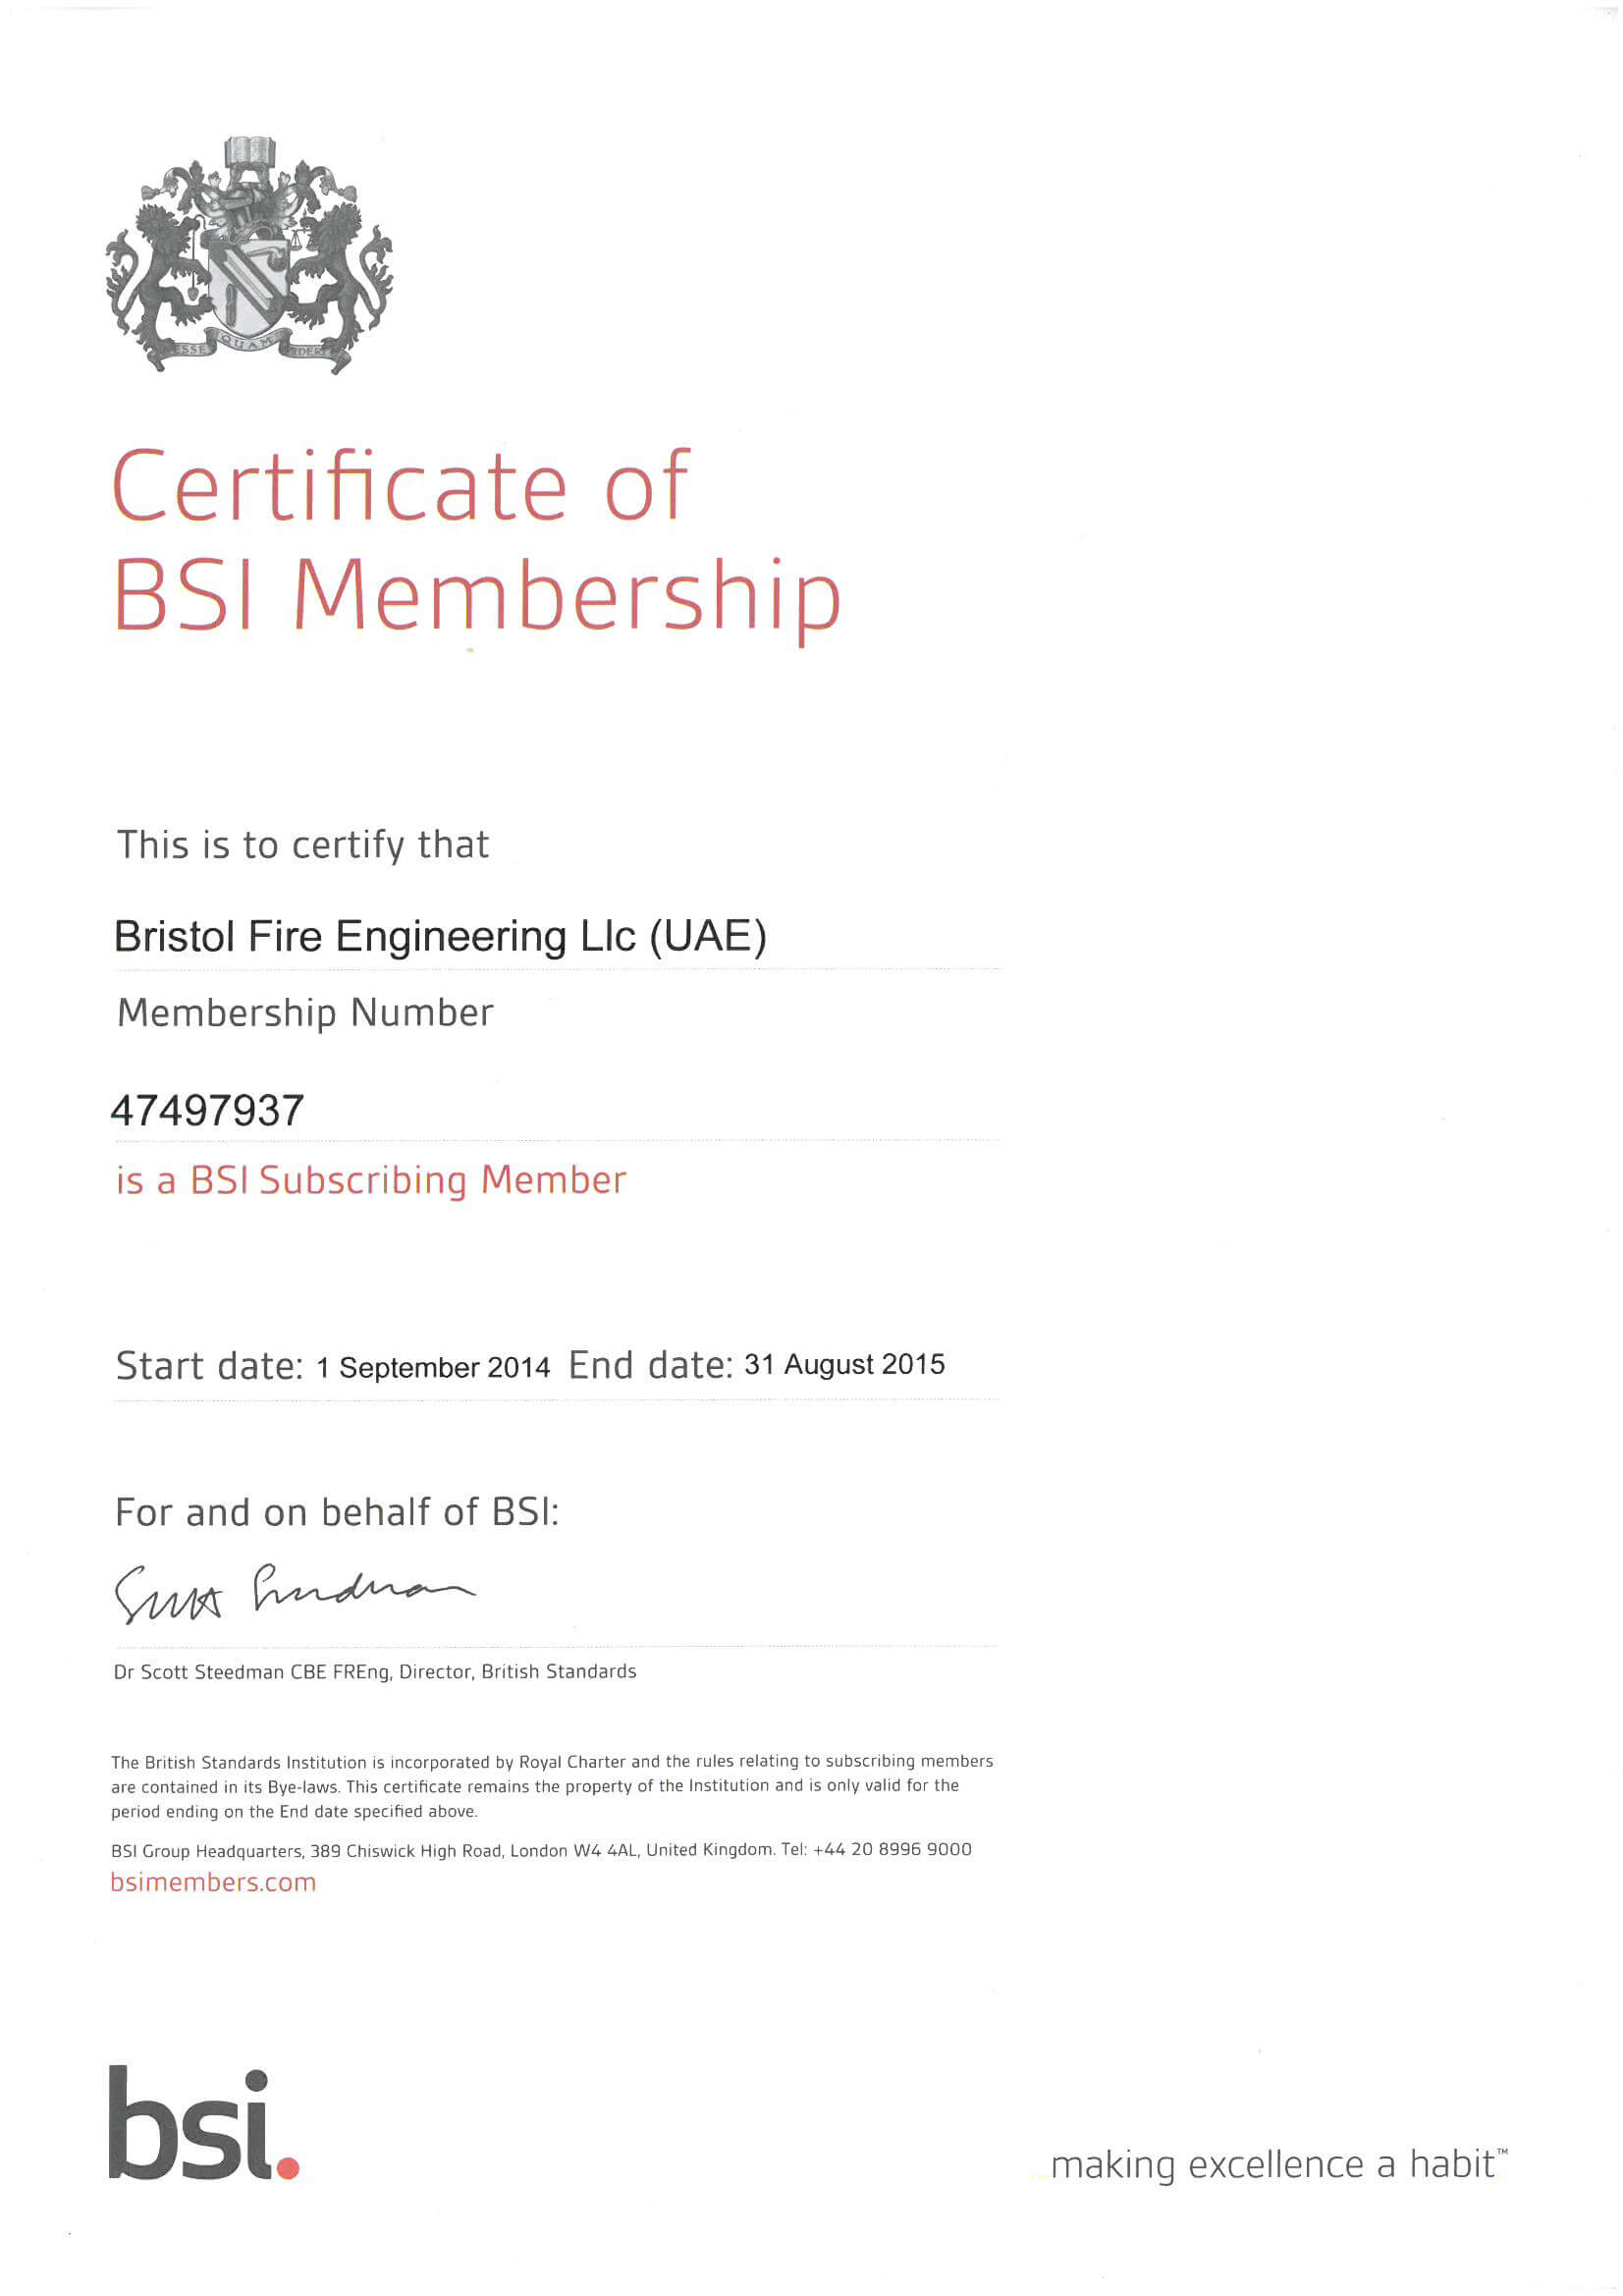 ESSE QUAM VIDERI
Certificate of
BSI Membership
This is to certify that
Bristol Fire Engineering Llc (UAE)
Membership Number
47497937
is a BSI Subscribing Member
Start date: 1 September 2014 End date: 31 August 2015
For and on behalf of BSI:
Dr Scott Steedman CBE FREng, Director, British Standards
The British Standards Institution is incorporated by Royal Charter and the rules relating to subscribing members
are contained in its Bye-laws. This certificate remains the property of the Institution and is only valid for the
period ending on the End date specified above.
BSI Group Headquarters, 389 Chiswick High Road, London W4 4AL, United Kingdom. Tel: +44 20 8996 9000
bsimembers.com
bsi.
making excellence a habit™